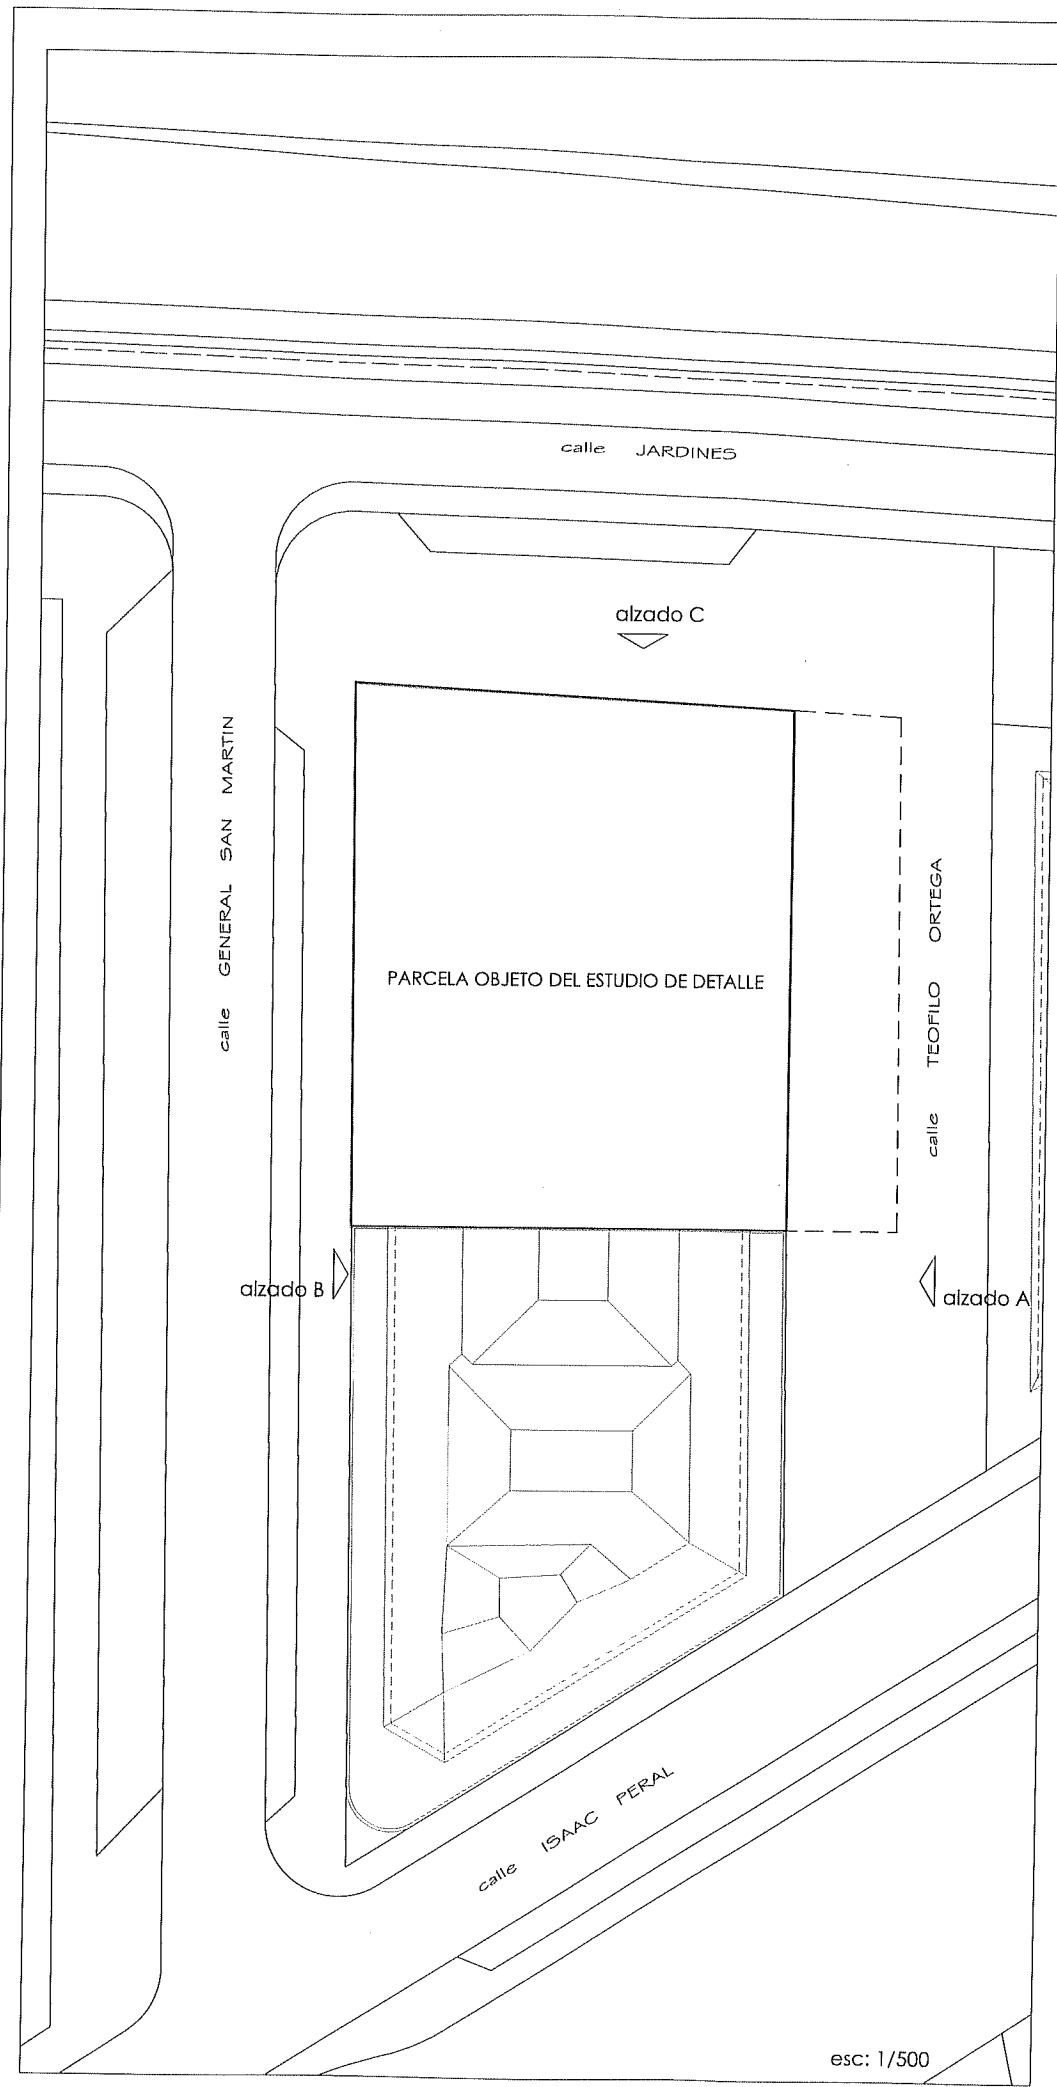 calle JARDINES
alzado C
calle GENERAL SAN MARTIN
calle TEOFILO ORTEGA
PARCELA OBJETO DEL ESTUDIO DE DETALLE
alzado B
alzado A
calle ISAAC PERAL
esc: 1/500